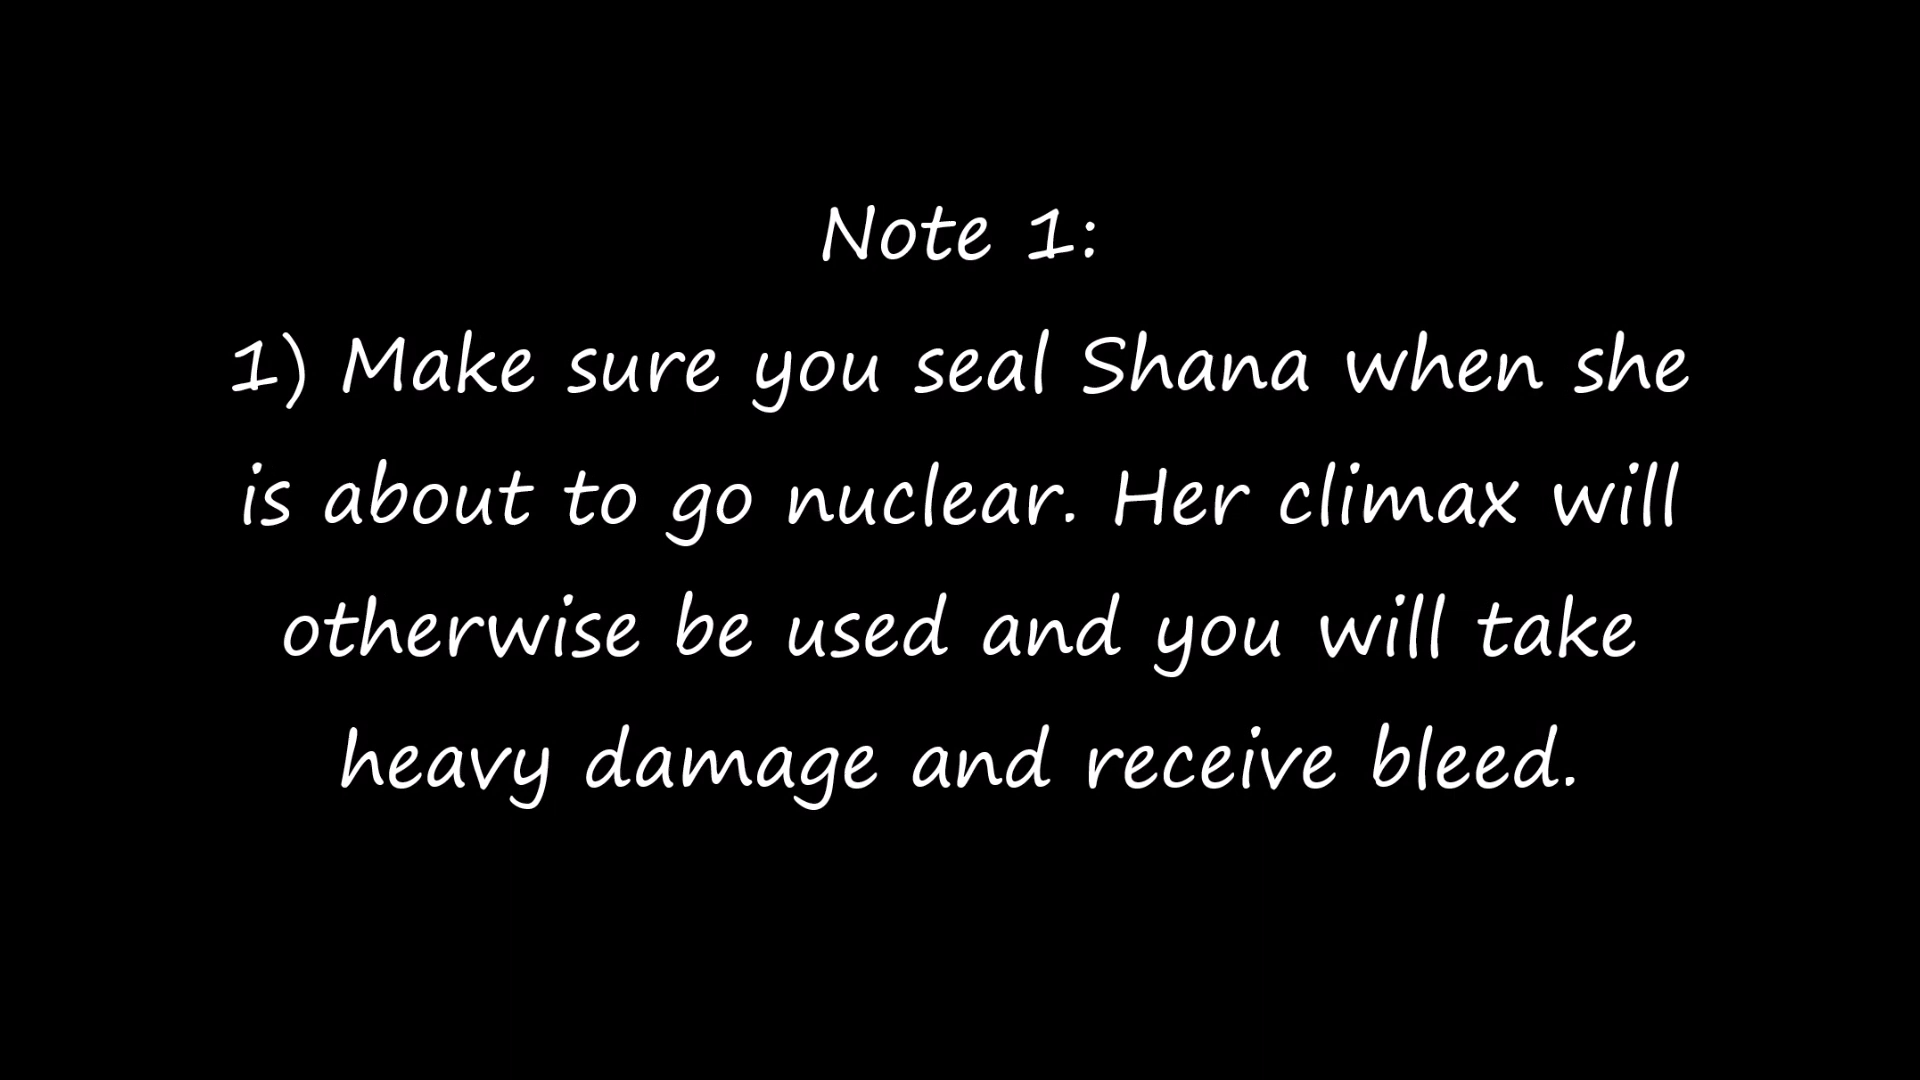 Note 1:
1) Make sure you seal Shana when she
is about to go nuclear. Her climax will
otherwise be used and you will take
heavy damage and receive bleed.